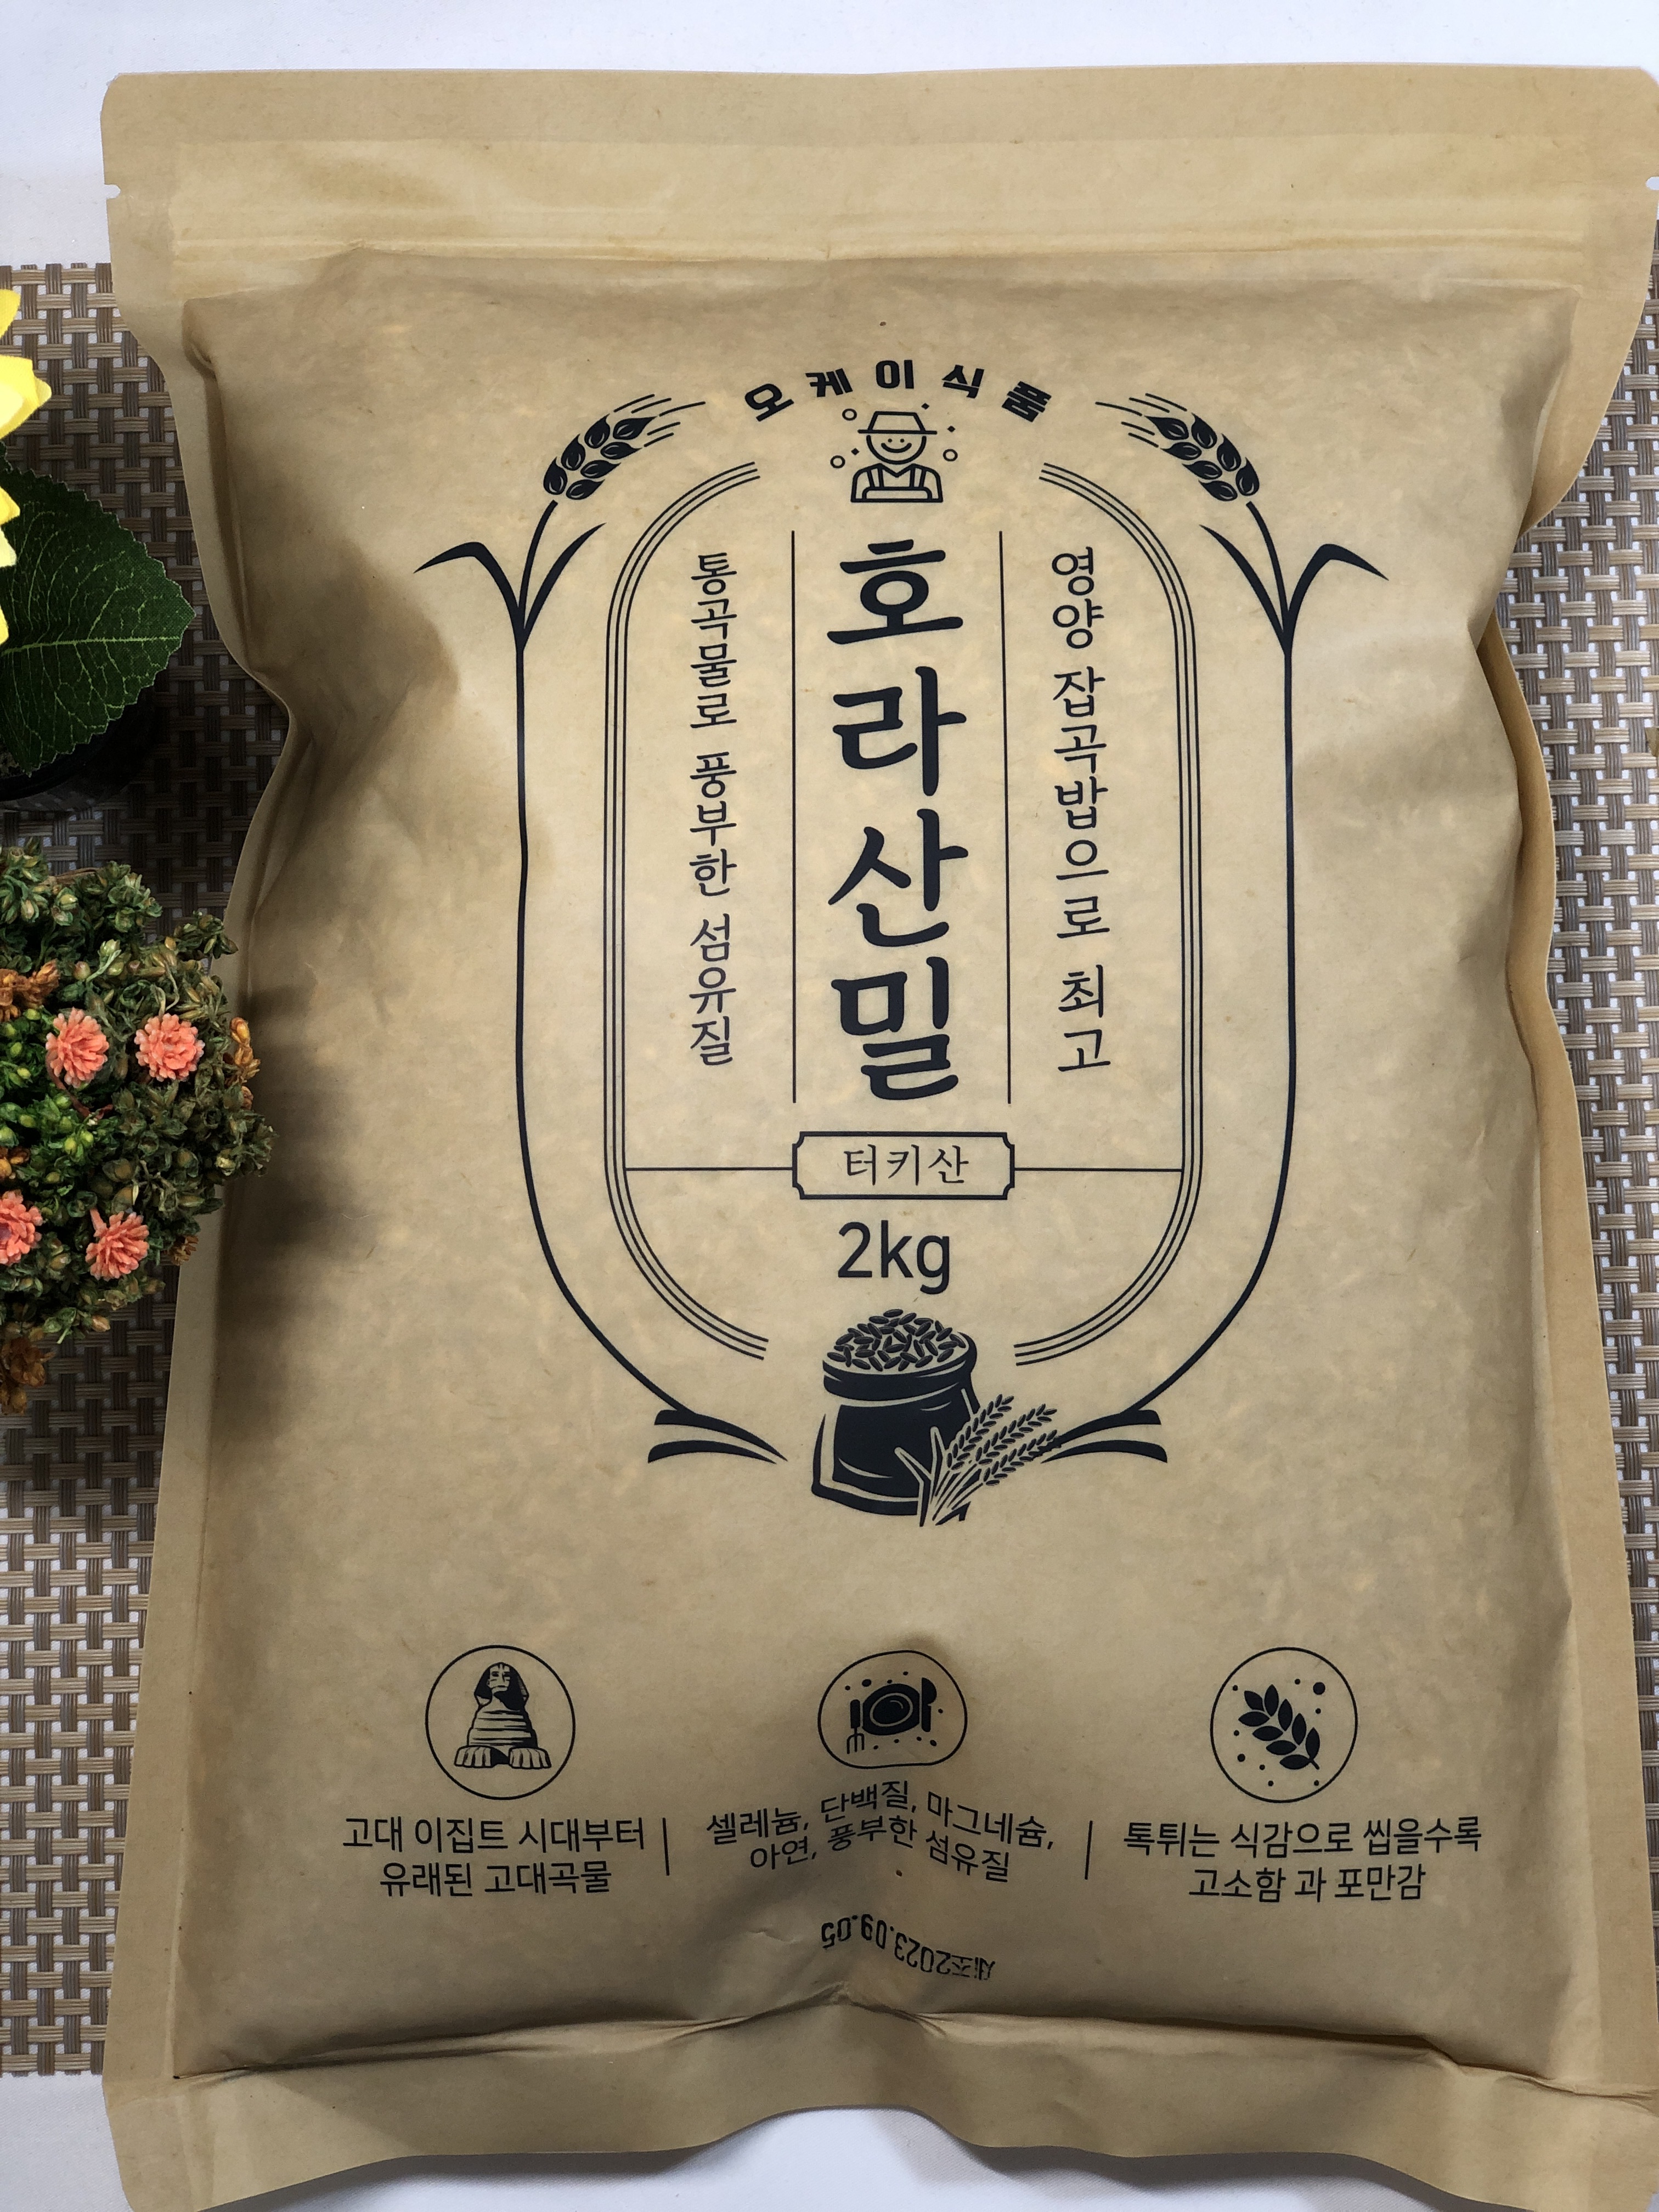 오케이식품
영양 잡곡밥으로 최고
호라산밀
통곡물로 풍부한 섬유질
터키산
2kg
고대 이집트 시대부터
유래된 고대곡물
셀레늄, 단백질, 마그네슘,
아연, 풍부한 섬유질
톡튀는 식감으로 씹을수록
고소함 과 포만감
제조2023.09.05